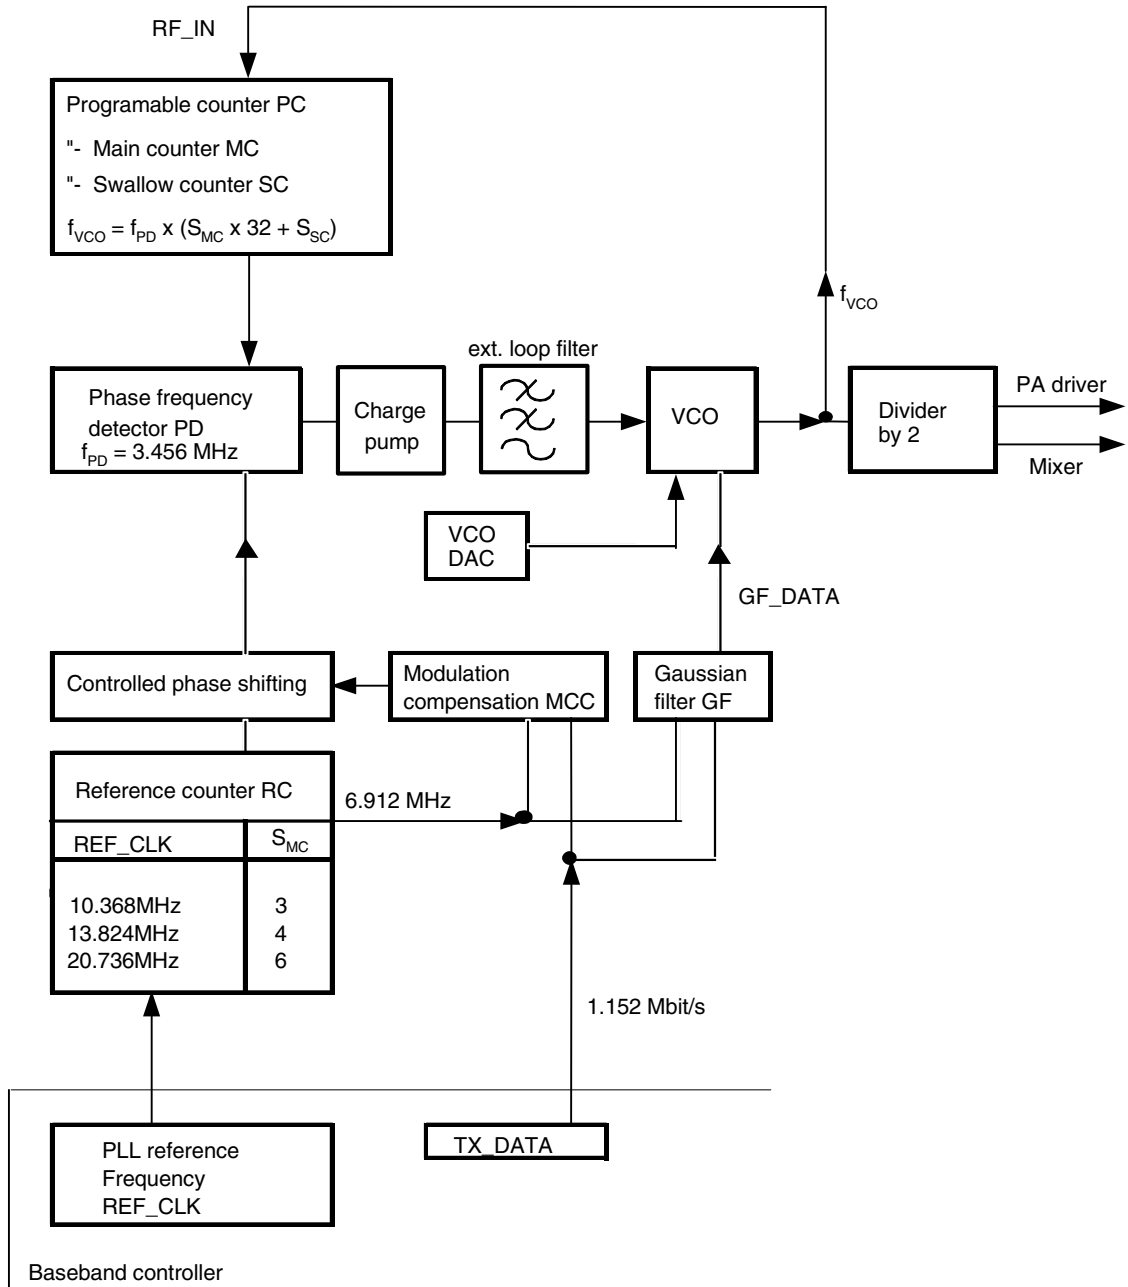 RF_IN
Programable counter PC
"- Main counter MC
"- Swallow counter SC
fVCO = fPD x (SMC x 32 + SSC)
fVCO
ext. loop filter
Phase frequency
detector PD
fPD = 3.456 MHz
Charge
pump
VCO
Divider
by 2
PA driver
Mixer
VCO
DAC
GF_DATA
Controlled phase shifting
Modulation
compensation MCC
Gaussian
filter GF
Reference counter RC
6.912 MHz
REF_CLK SMC
10.368MHz 3
13.824MHz 4
20.736MHz 6
1.152 Mbit/s
PLL reference
Frequency
REF_CLK
TX_DATA
Baseband controller